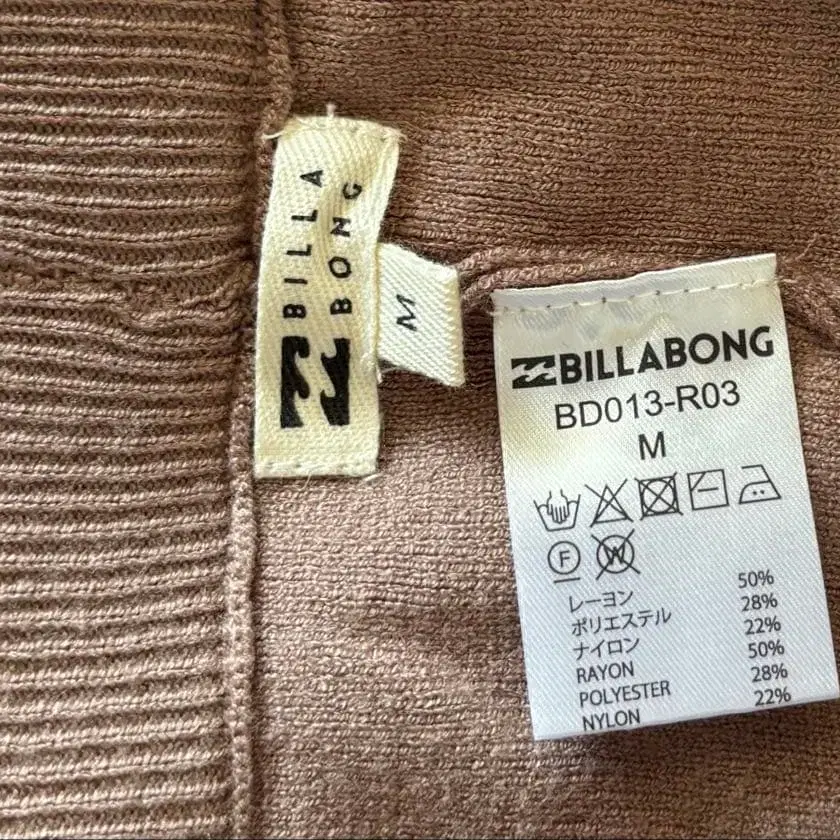 BILLA
BONG
M
BILLABONG
BD013-R03
M
F
W
レーヨン 50%
ポリエステル 28%
ナイロン 22%
RAYON 50%
POLYESTER 28%
NYLON 22%